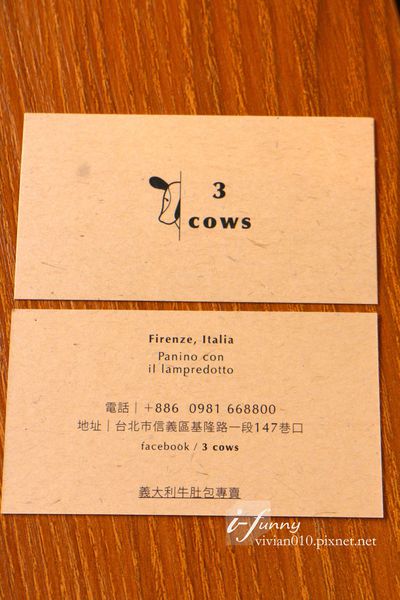 3
cows
Firenze, Italia
Panino con
il lampredotto
電話｜+886 0981 668800
地址｜台北市信義區基隆路一段147巷口
facebook / 3 cows
義大利牛肚包專賣
i-funny
vivian010.pixnet.net